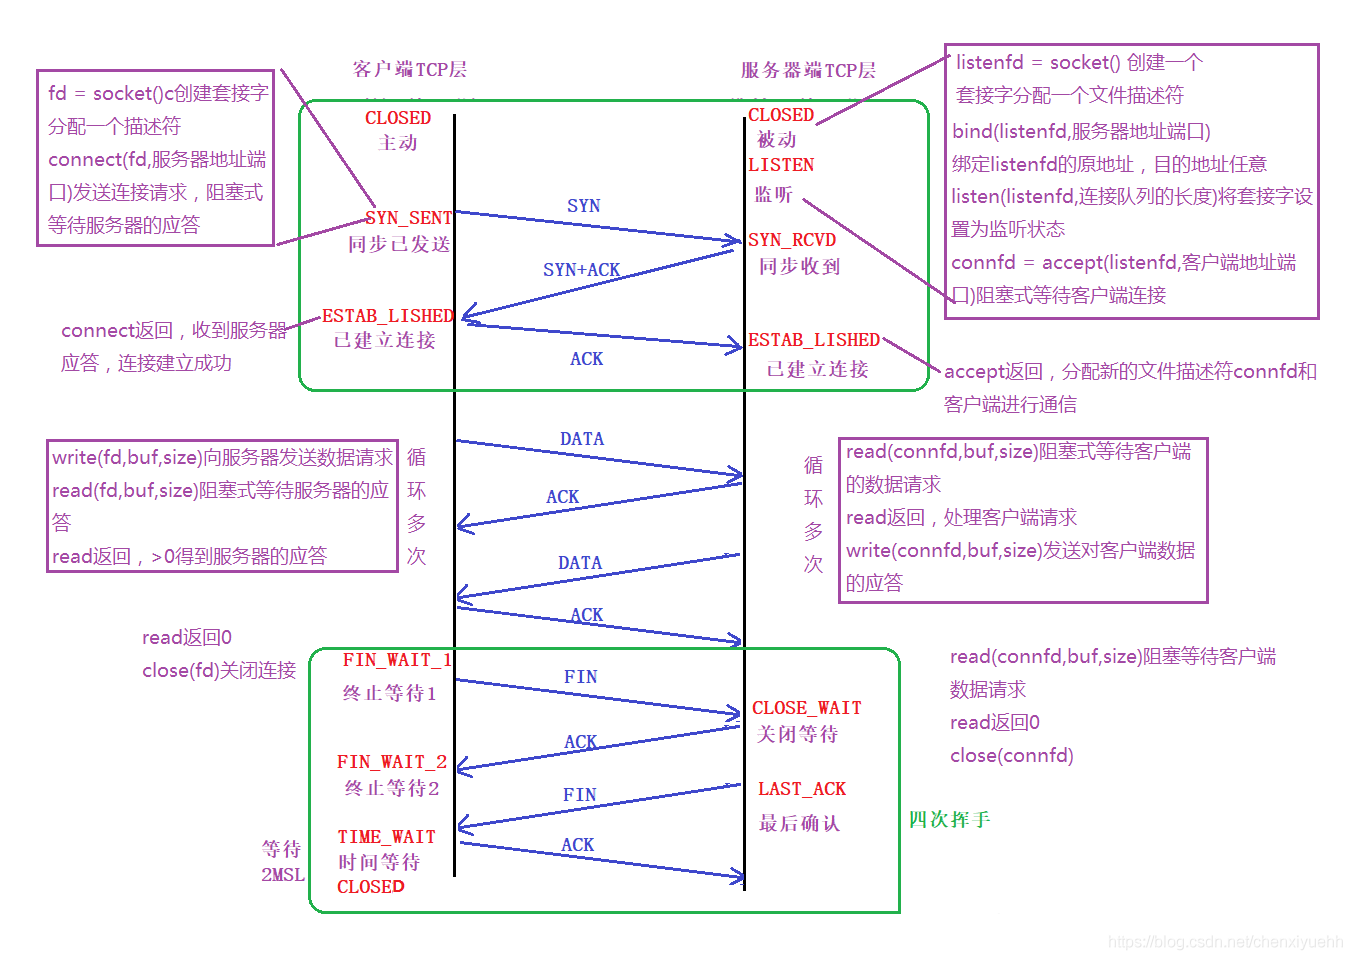 客户端TCP层
服务器端TCP层
fd = socket()c创建套接字
分配一个描述符
connect(fd,服务器地址端
口)发送连接请求，阻塞式
等待服务器的应答
listenfd = socket() 创建一个
套接字分配一个文件描述符
bind(listenfd,服务器地址端口)
绑定listenfd的原地址，目的地址任意
listen(listenfd,连接队列的长度)将套接字设
置为监听状态
connfd = accept(listenfd,客户端地址端
口)阻塞式等待客户端连接
CLOSED
主动
CLOSED
被动
LISTEN
监听
SYN_SENT
同步已发送
SYN
SYN_RCVD
同步收到
SYN+ACK
ESTAB_LISHED
已建立连接
ACK
ESTAB_LISHED
已建立连接
connect返回，收到服务器
应答，连接建立成功
accept返回，分配新的文件描述符connfd和
客户端进行通信
write(fd,buf,size)向服务器发送数据请求
read(fd,buf,size)阻塞式等待服务器的应
答
read返回，>0得到服务器的应答
循
环
多
次
DATA
ACK
DATA
ACK
循
环
多
次
read(connfd,buf,size)阻塞式等待客户端
的数据请求
read返回，处理客户端请求
write(connfd,buf,size)发送对客户端数据
的应答
read返回0
close(fd)关闭连接
FIN_WAIT_1
终止等待1
FIN
CLOSE_WAIT
关闭等待
ACK
FIN_WAIT_2
终止等待2
FIN
LAST_ACK
最后确认
TIME_WAIT
时间等待
CLOSED
ACK
等待
2MSL
read(connfd,buf,size)阻塞等待客户端
数据请求
read返回0
close(connfd)
四次挥手
https://blog.csdn.net/chenxiyuehh